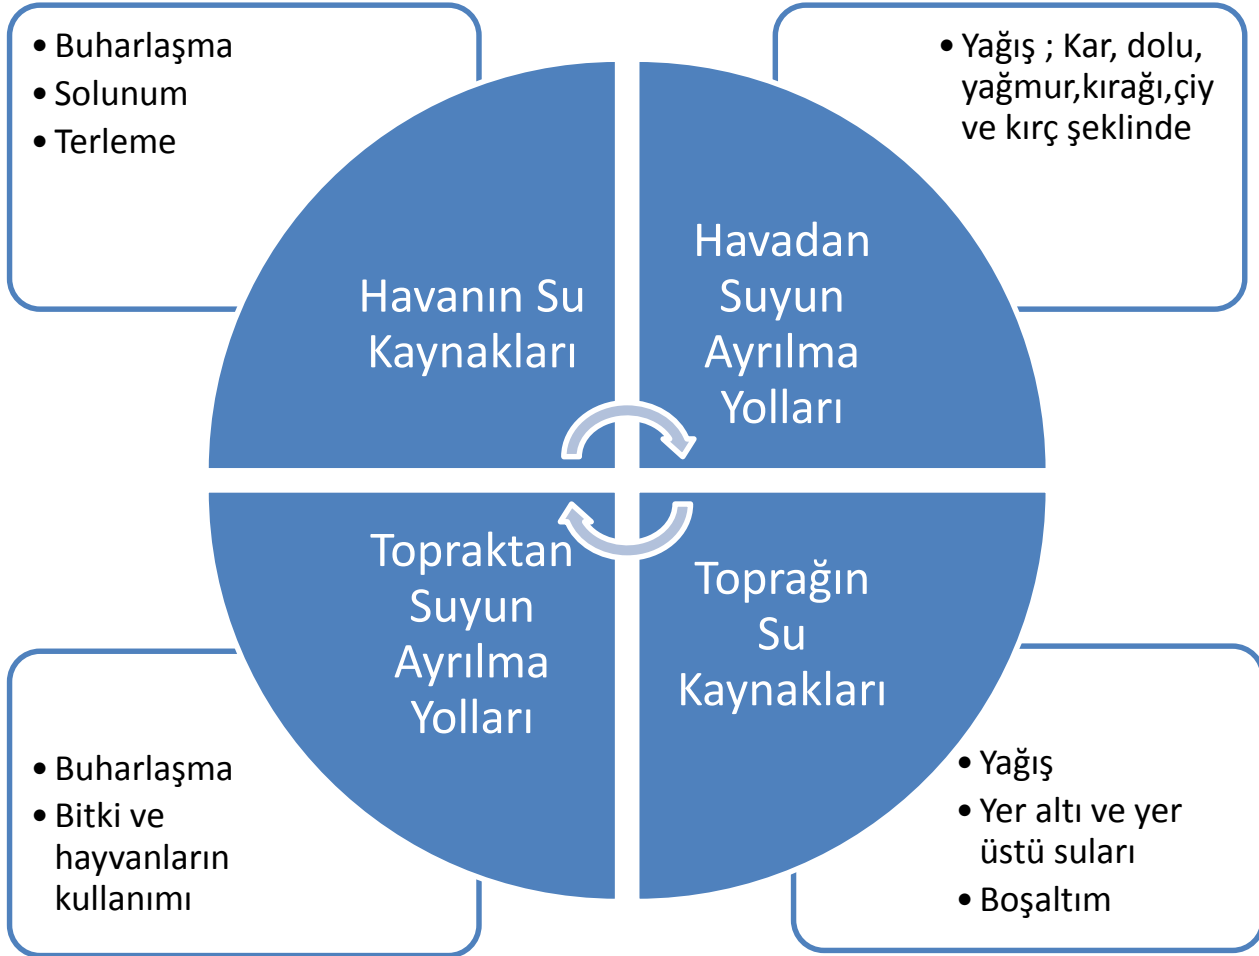 • Buharlaşma
• Solunum
• Terleme
• Yağış ; Kar, dolu,
yağmur,kırağı,çiy
ve kırç şeklinde
Havanın Su
Kaynakları
Havadan
Suyun
Ayrılma
Yolları
Topraktan
Suyun
Ayrılma
Yolları
Toprağın
Su
Kaynakları
• Buharlaşma
• Bitki ve
hayvanların
kullanımı
• Yağış
• Yer altı ve yer
üstü suları
• Boşaltım